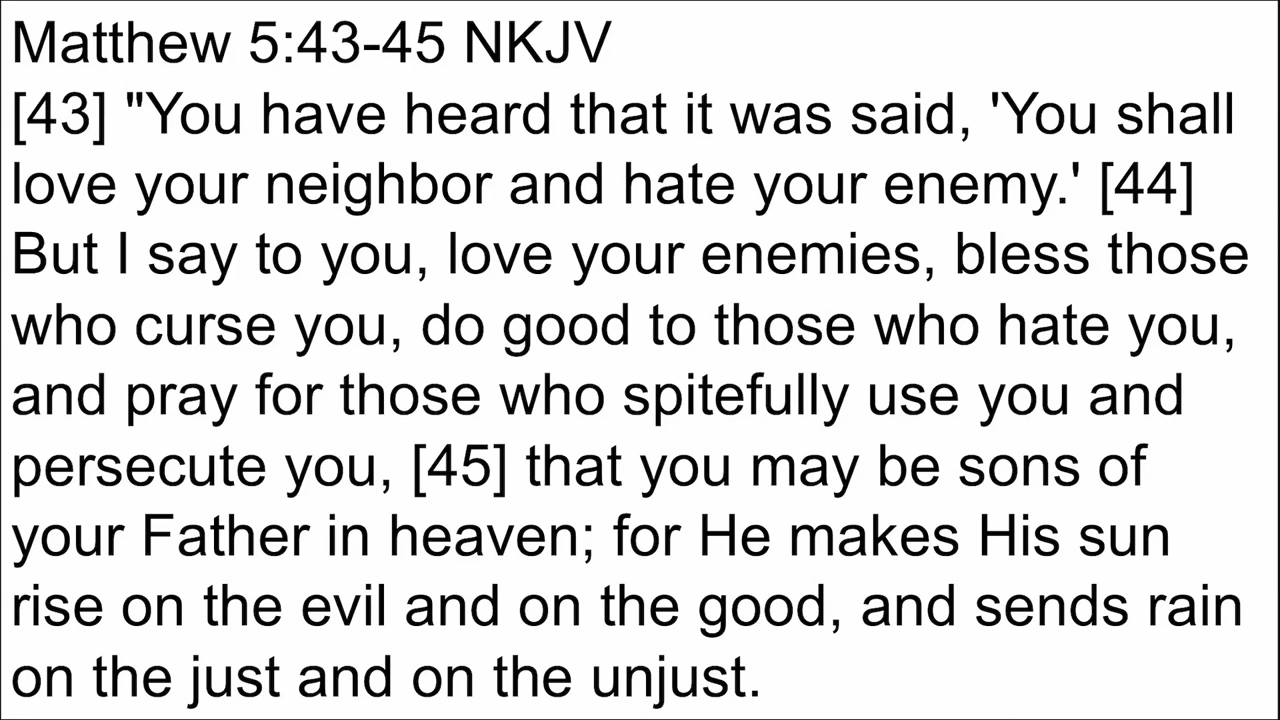 Matthew 5:43-45 NKJV
[43] "You have heard that it was said, 'You shall
love your neighbor and hate your enemy.' [44]
But I say to you, love your enemies, bless those
who curse you, do good to those who hate you,
and pray for those who spitefully use you and
persecute you, [45] that you may be sons of
your Father in heaven; for He makes His sun
rise on the evil and on the good, and sends rain
on the just and on the unjust.